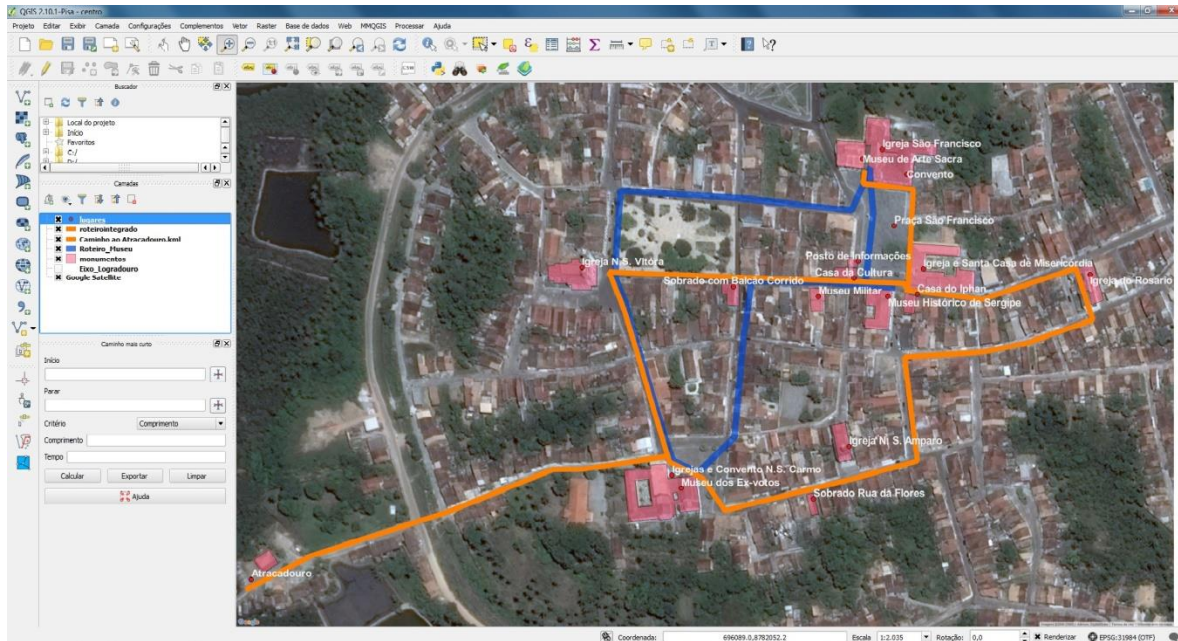 QGIS 2.10.1-Pisa - centro
Projeto Editar Exibir Camada Configurações Complementos Vetor Raster Base de dados Web MMQGIS Processar Ajuda
Buscador
Local do projeto
Início
Favoritos
C:/
D:/
Camadas
lugares
roteirointegrado
Caminho ao Atracadouro.kml
Roteiro_Museu
monumentos
Eixo_Logradouro
Google Satellite
Caminho mais curto
Início
Parar
Critério Comprimento
Comprimento
Tempo
Calcular Exportar Limpar
Ajuda
Igreja São Francisco
Museu de Arte Sacra
Convento
Praça São Francisco
Posto de Informações
Igreja e Santa Casa de Misericórdia
Igreja N.S. Vitóra
Casa da Cultura
Igreja do Rosário
Sobrado com Balcão Corrido
Casa do Iphan
Museu Militar
Museu Histórico de Sergipe
Igreja N. S. Amparo
Igrejas e Convento N.S. Carmo
Museu dos Ex-votos
Sobrado Rua da Flores
Atracadouro
Google
Coordenada: 696089.0,8782052.2 Escala 1:2.035 Rotação: 0,0 Renderizar EPSG:31984 (OTF)